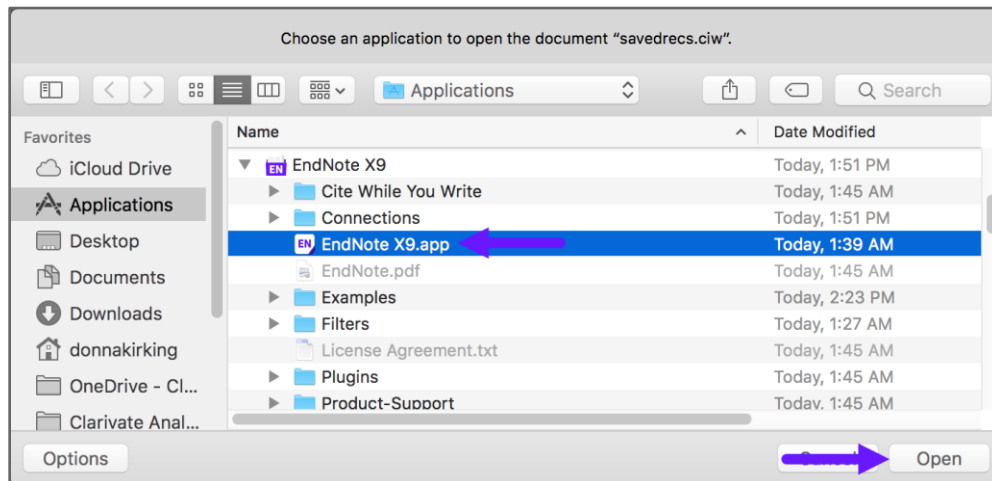 Choose an application to open the document “savedrecs.ciw”.
Applications
Search
Favorites
iCloud Drive
Applications
Desktop
Documents
Downloads
donnakirking
OneDrive - Cl...
Clarivate Anal...
Name Date Modified
EN EndNote X9 Today, 1:51 PM
Cite While You Write Today, 1:45 AM
Connections Today, 1:51 PM
EN EndNote X9.app Today, 1:39 AM
EndNote.pdf Today, 1:45 AM
Examples Today, 2:23 PM
Filters Today, 1:27 AM
License Agreement.txt Today, 1:45 AM
Plugins Today, 1:45 AM
Product-Support Today, 1:45 AM
Options Open